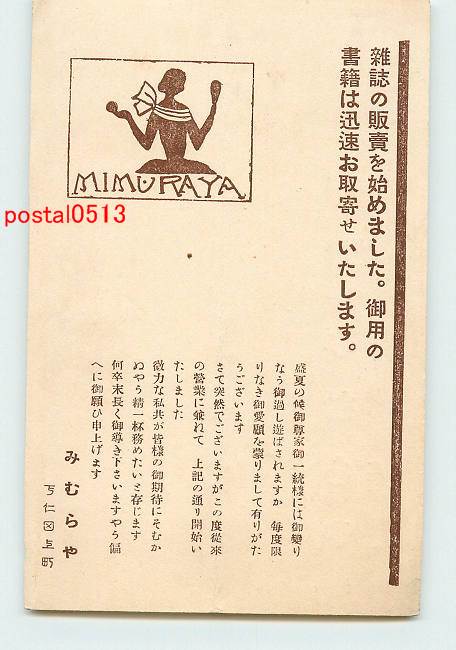 雜誌の販賣を始めました。御用の
書籍は迅速お取寄せいたします。
MIMURAYA
postal0513
盛夏の候御尊家御一統樣には御變り
なう御過し遊ばされますか 每度限
りなき御愛顧を蒙りまして有りがた
うございます
さて突然でございますがこの度從來
の營業に兼ねて 上記の通り開始い
たしました
微力な私共が皆樣の御期待にそむか
ぬやう精一杯務めたいと存じます
何卒末長く御導き下さいますやう偏
へに御願ひ申上げます
みむらや